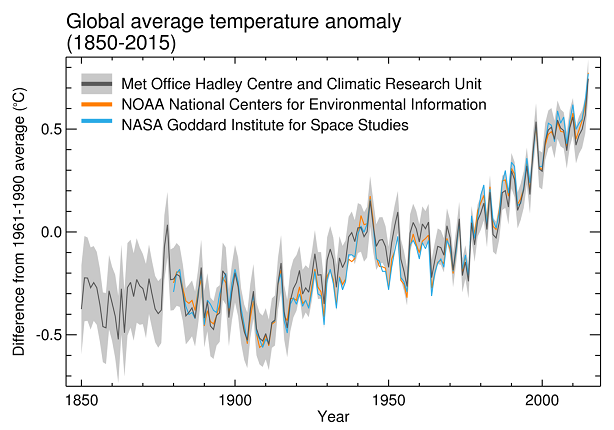 Global average temperature anomaly
(1850-2015)
Met Office Hadley Centre and Climatic Research Unit
NOAA National Centers for Environmental Information
NASA Goddard Institute for Space Studies
Difference from 1961-1990 average (°C)
0.5
0.0
-0.5
1850 1900 1950 2000
Year